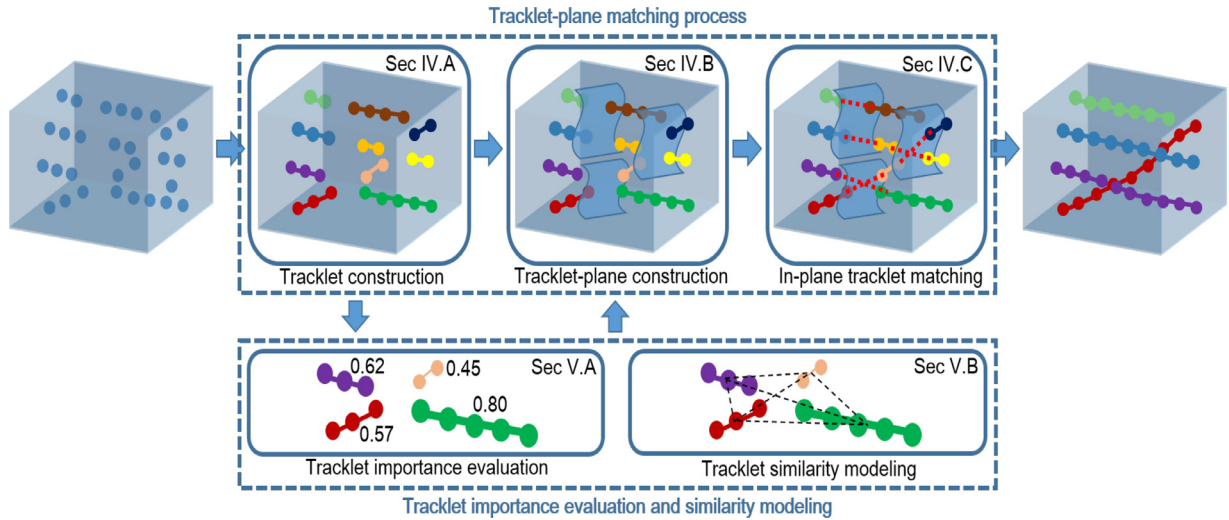 Tracklet-plane matching process
Sec IV.A
Sec IV.B
Sec IV.C
Tracklet construction
Tracklet-plane construction
In-plane tracklet matching
Sec V.A
0.62
0.45
0.80
0.57
Tracklet importance evaluation
Sec V.B
Tracklet similarity modeling
Tracklet importance evaluation and similarity modeling